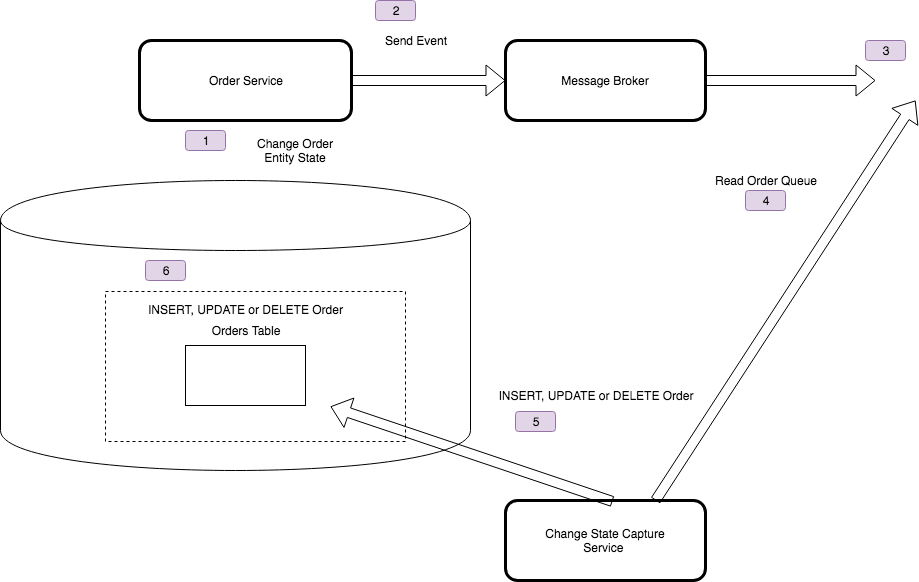 2
Send Event
3
Order Service
Message Broker
1
Change Order
Entity State
Read Order Queue
4
6
INSERT, UPDATE or DELETE Order
Orders Table
INSERT, UPDATE or DELETE Order
5
Change State Capture
Service